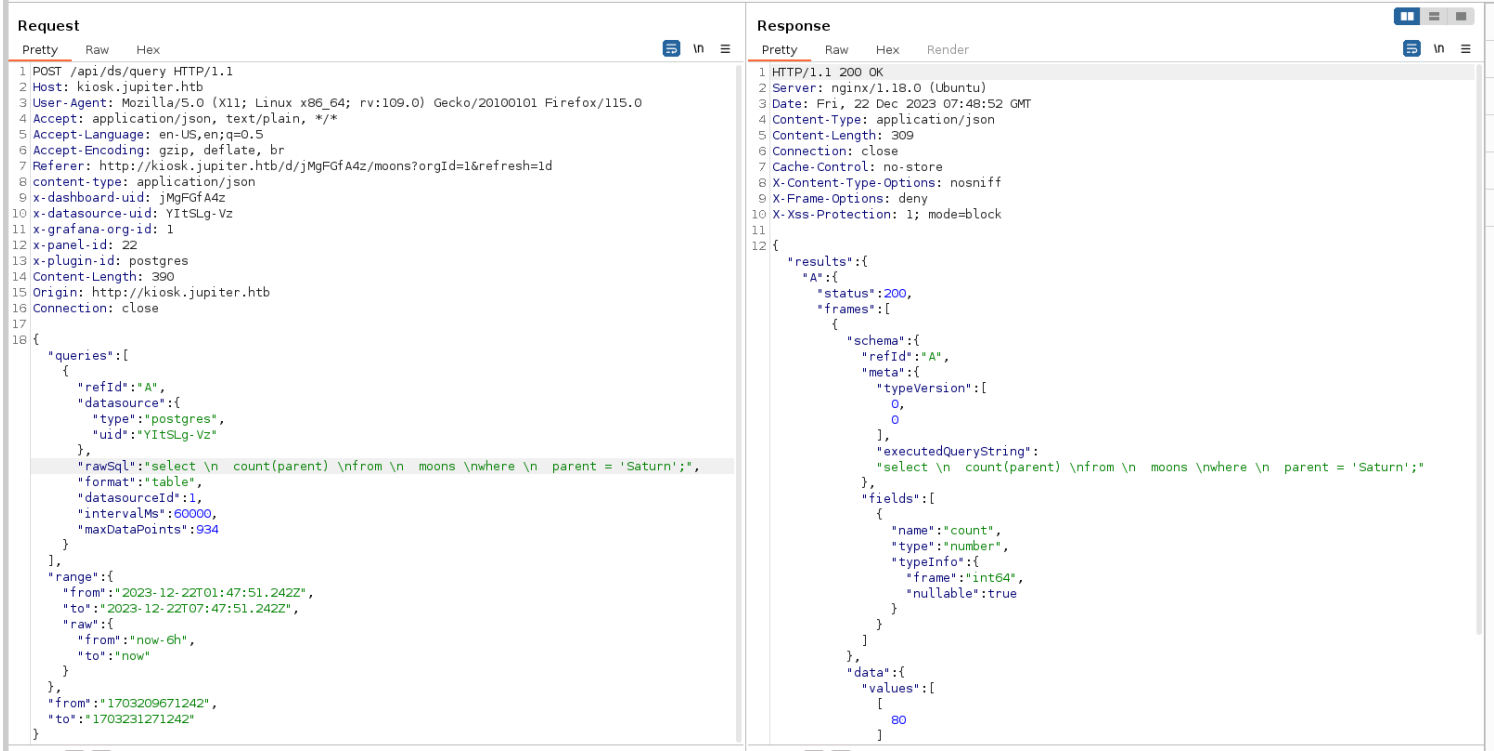 Request
Pretty Raw Hex \n
1 POST /api/ds/query HTTP/1.1
2 Host: kiosk.jupiter.htb
3 User-Agent: Mozilla/5.0 (X11; Linux x86_64; rv:109.0) Gecko/20100101 Firefox/115.0
4 Accept: application/json, text/plain, */*
5 Accept-Language: en-US,en;q=0.5
6 Accept-Encoding: gzip, deflate, br
7 Referer: http://kiosk.jupiter.htb/d/jMgFGfA4z/moons?orgId=1&refresh=1d
8 content-type: application/json
9 x-dashboard-uid: jMgFGfA4z
10 x-datasource-uid: YItSLg-Vz
11 x-grafana-org-id: 1
12 x-panel-id: 22
13 x-plugin-id: postgres
14 Content-Length: 390
15 Origin: http://kiosk.jupiter.htb
16 Connection: close
17
18 {
"queries":[
{
"refId":"A",
"datasource":{
"type":"postgres",
"uid":"YItSLg-Vz"
},
"rawSql":"select \n  count(parent) \nfrom \n  moons \nwhere \n  parent = 'Saturn';",
"format":"table",
"datasourceId":1,
"intervalMs":60000,
"maxDataPoints":934
}
],
"range":{
"from":"2023-12-22T01:47:51.242Z",
"to":"2023-12-22T07:47:51.242Z",
"raw":{
"from":"now-6h",
"to":"now"
}
},
"from":"1703209671242",
"to":"1703231271242"
}
Response
Pretty Raw Hex Render \n
1 HTTP/1.1 200 OK
2 Server: nginx/1.18.0 (Ubuntu)
3 Date: Fri, 22 Dec 2023 07:48:52 GMT
4 Content-Type: application/json
5 Content-Length: 309
6 Connection: close
7 Cache-Control: no-store
8 X-Content-Type-Options: nosniff
9 X-Frame-Options: deny
10 X-Xss-Protection: 1; mode=block
11
12 {
"results":{
"A":{
"status":200,
"frames":[
{
"schema":{
"refId":"A",
"meta":{
"typeVersion":[
0,
0
],
"executedQueryString":
"select \n  count(parent) \nfrom \n  moons \nwhere \n  parent = 'Saturn';"
},
"fields":[
{
"name":"count",
"type":"number",
"typeInfo":{
"frame":"int64",
"nullable":true
}
}
]
},
"data":{
"values":[
[
80
]